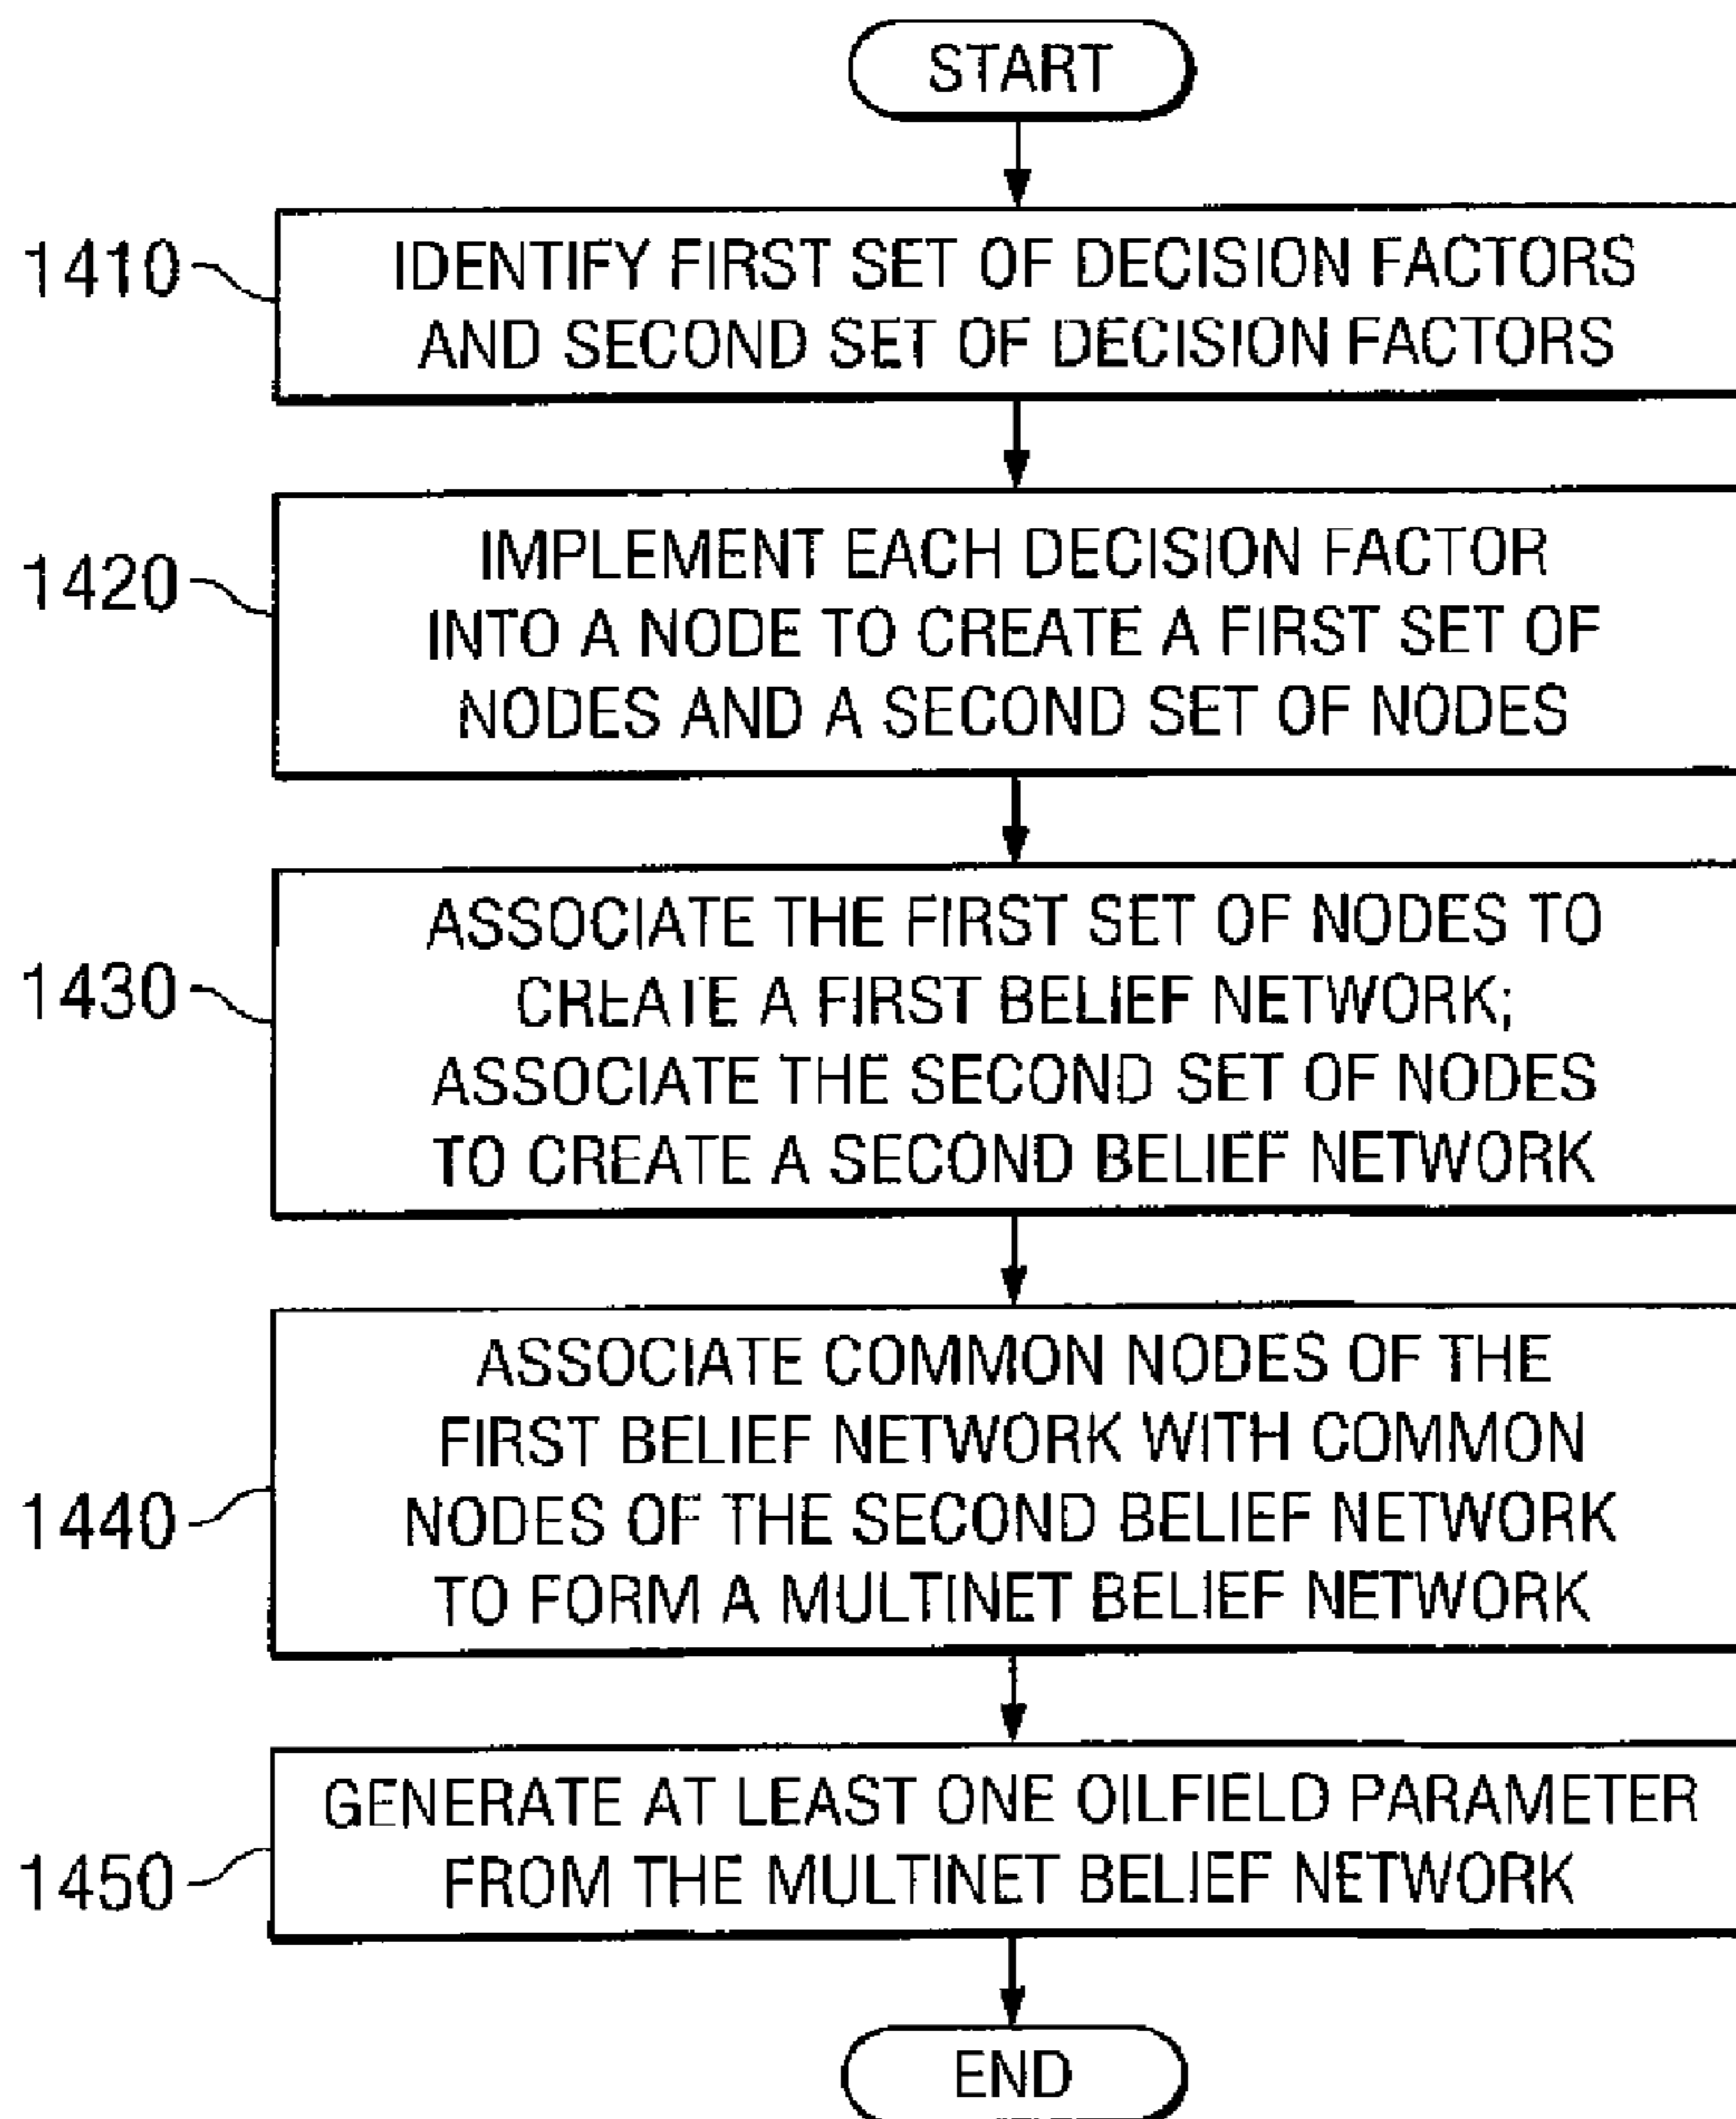 START
1410
IDENTIFY FIRST SET OF DECISION FACTORS
AND SECOND SET OF DECISION FACTORS
1420
IMPLEMENT EACH DECISION FACTOR
INTO A NODE TO CREATE A FIRST SET OF
NODES AND A SECOND SET OF NODES
1430
ASSOCIATE THE FIRST SET OF NODES TO
CREATE A FIRST BELIEF NETWORK;
ASSOCIATE THE SECOND SET OF NODES
TO CREATE A SECOND BELIEF NETWORK
1440
ASSOCIATE COMMON NODES OF THE
FIRST BELIEF NETWORK WITH COMMON
NODES OF THE SECOND BELIEF NETWORK
TO FORM A MULTINET BELIEF NETWORK
1450
GENERATE AT LEAST ONE OILFIELD PARAMETER
FROM THE MULTINET BELIEF NETWORK
END